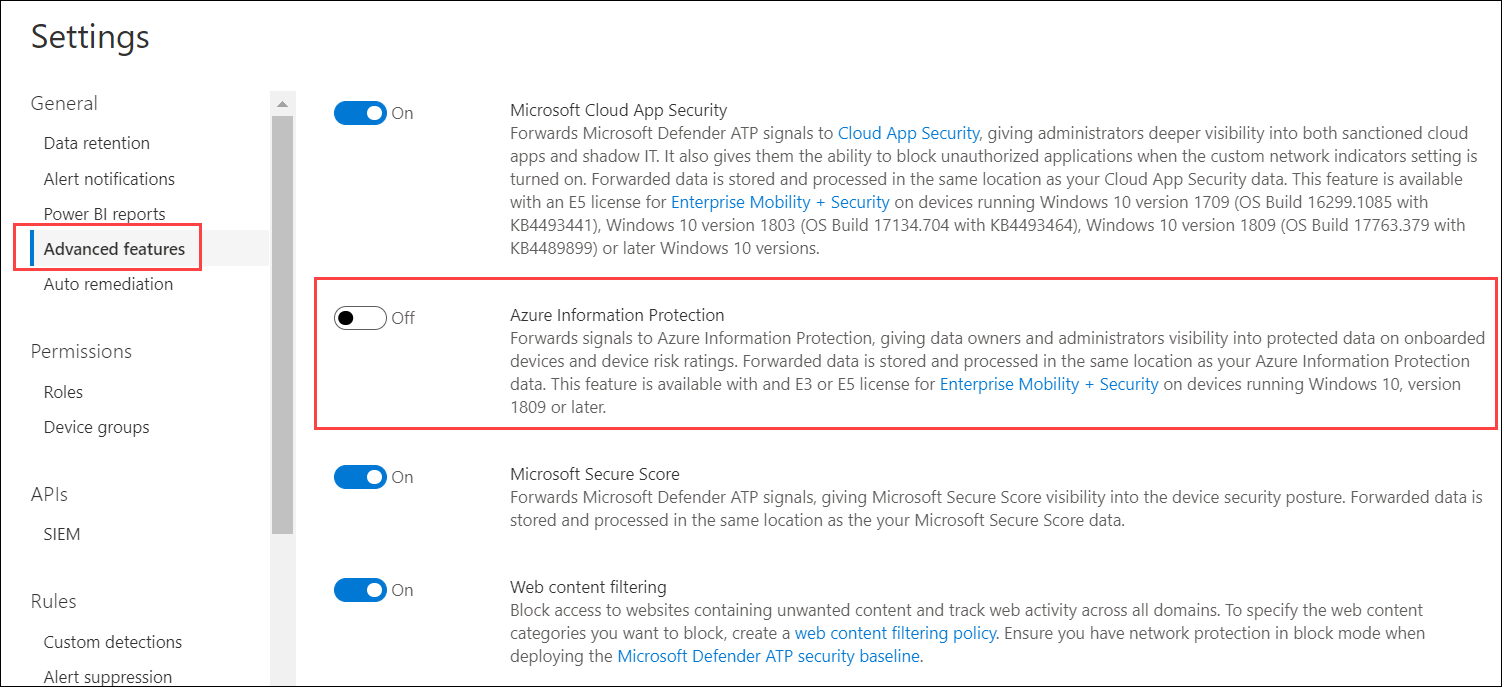 Settings
General
Data retention
Alert notifications
Power BI reports
Advanced features
Auto remediation
Permissions
Roles
Device groups
APIs
SIEM
Rules
Custom detections
Alert suppression
On
Microsoft Cloud App Security
Forwards Microsoft Defender ATP signals to Cloud App Security, giving administrators deeper visibility into both sanctioned cloud
apps and shadow IT. It also gives them the ability to block unauthorized applications when the custom network indicators setting is
turned on. Forwarded data is stored and processed in the same location as your Cloud App Security data. This feature is available
with an E5 license for Enterprise Mobility + Security on devices running Windows 10 version 1709 (OS Build 16299.1085 with
KB4493441), Windows 10 version 1803 (OS Build 17134.704 with KB4493464), Windows 10 version 1809 (OS Build 17763.379 with
KB4489899) or later Windows 10 versions.
Off
Azure Information Protection
Forwards signals to Azure Information Protection, giving data owners and administrators visibility into protected data on onboarded
devices and device risk ratings. Forwarded data is stored and processed in the same location as your Azure Information Protection
data. This feature is available with and E3 or E5 license for Enterprise Mobility + Security on devices running Windows 10, version
1809 or later.
On
Microsoft Secure Score
Forwards Microsoft Defender ATP signals, giving Microsoft Secure Score visibility into the device security posture. Forwarded data is
stored and processed in the same location as the your Microsoft Secure Score data.
On
Web content filtering
Block access to websites containing unwanted content and track web activity across all domains. To specify the web content
categories you want to block, create a web content filtering policy. Ensure you have network protection in block mode when
deploying the Microsoft Defender ATP security baseline.